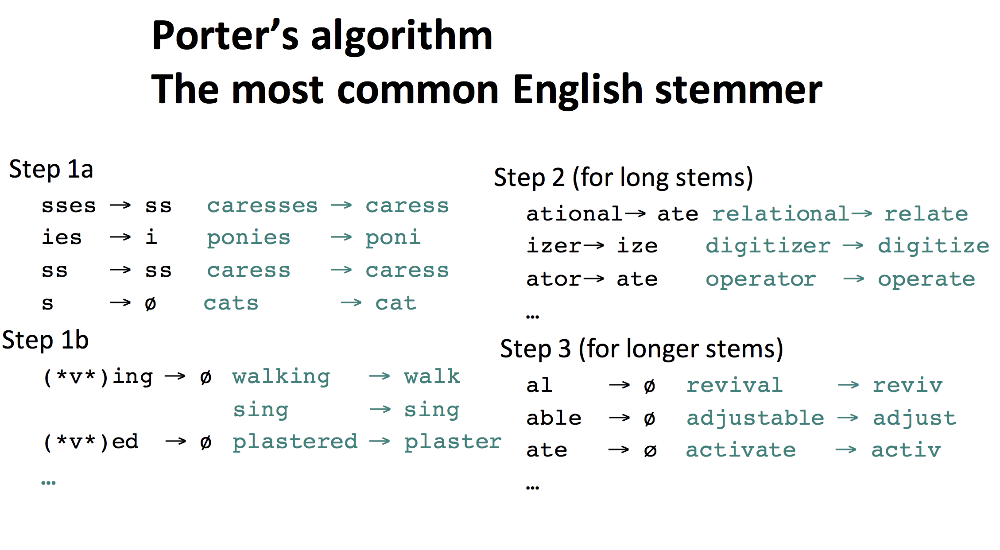 Porter’s algorithm
The most common English stemmer
Step 1a
sses → ss caresses → caress
ies → i ponies → poni
ss → ss caress → caress
s → ø cats → cat
Step 1b
(*v*)ing → ø walking → walk
sing → sing
(*v*)ed → ø plastered → plaster
…
Step 2 (for long stems)
ational→ ate relational→ relate
izer→ ize digitizer → digitize
ator→ ate operator → operate
…
Step 3 (for longer stems)
al → ø revival → reviv
able → ø adjustable → adjust
ate → ø activate → activ
…